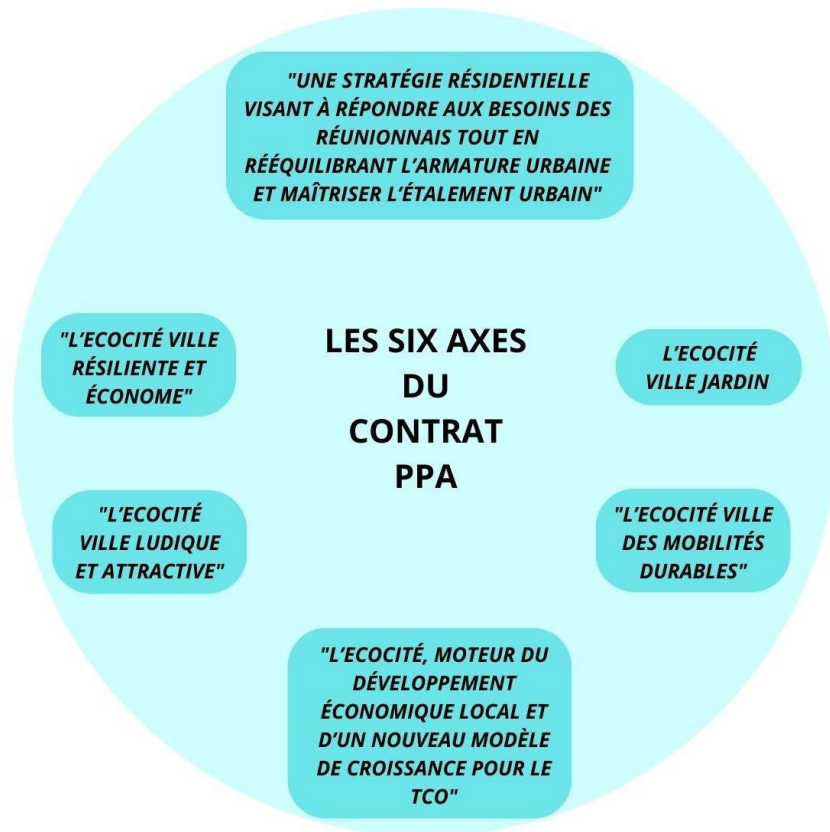 "UNE STRATÉGIE RÉSIDENTIELLE
VISANT À RÉPONDRE AUX BESOINS DES
RÉUNIONNAIS TOUT EN
RÉÉQUILIBRANT L'ARMATURE URBAINE
ET MAÎTRISER L'ÉTALEMENT URBAIN"
"L'ECOCITÉ VILLE
RÉSILIENTE ET
ÉCONOME"
LES SIX AXES
DU
CONTRAT
PPA
L'ECOCITÉ
VILLE JARDIN
"L'ECOCITÉ
VILLE LUDIQUE
ET ATTRACTIVE"
"L'ECOCITÉ VILLE
DES MOBILITÉS
DURABLES"
"L'ECOCITÉ, MOTEUR DU
DÉVELOPPEMENT
ÉCONOMIQUE LOCAL ET
D'UN NOUVEAU MODÈLE
DE CROISSANCE POUR LE
TCO"